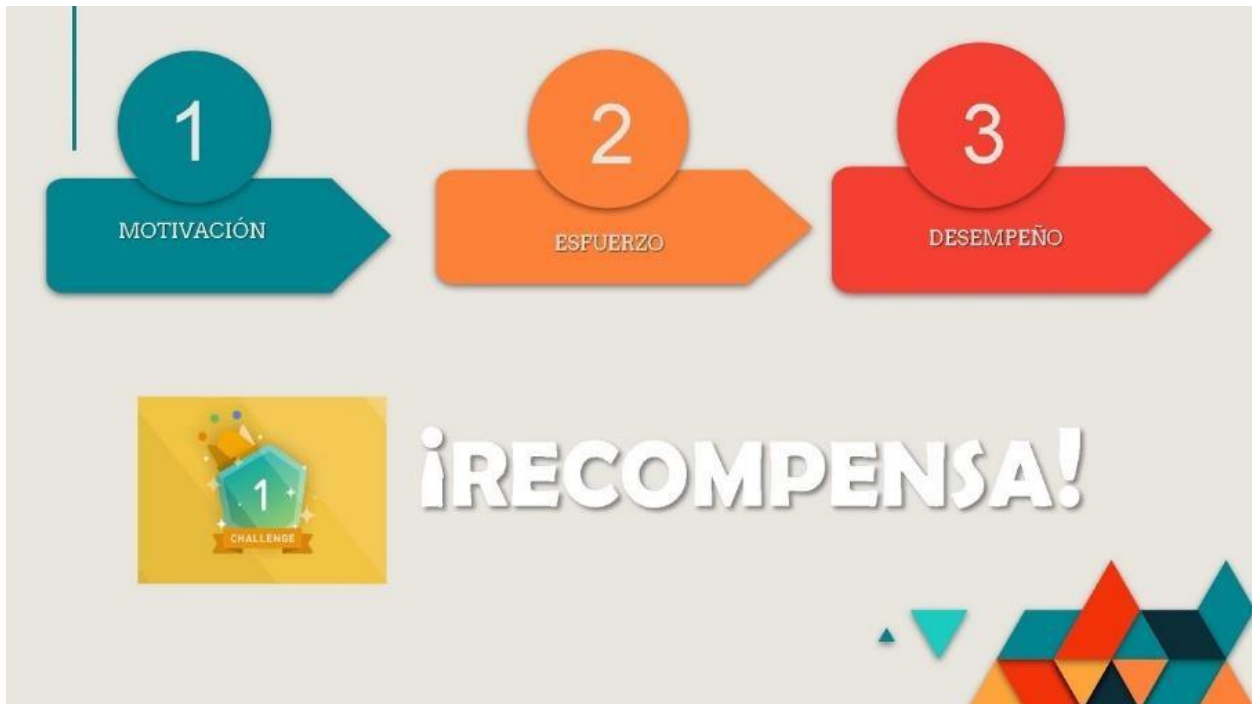 1
MOTIVACIÓN
2
ESFUERZO
3
DESEMPEÑO
1
CHALLENGE
¡RECOMPENSA!